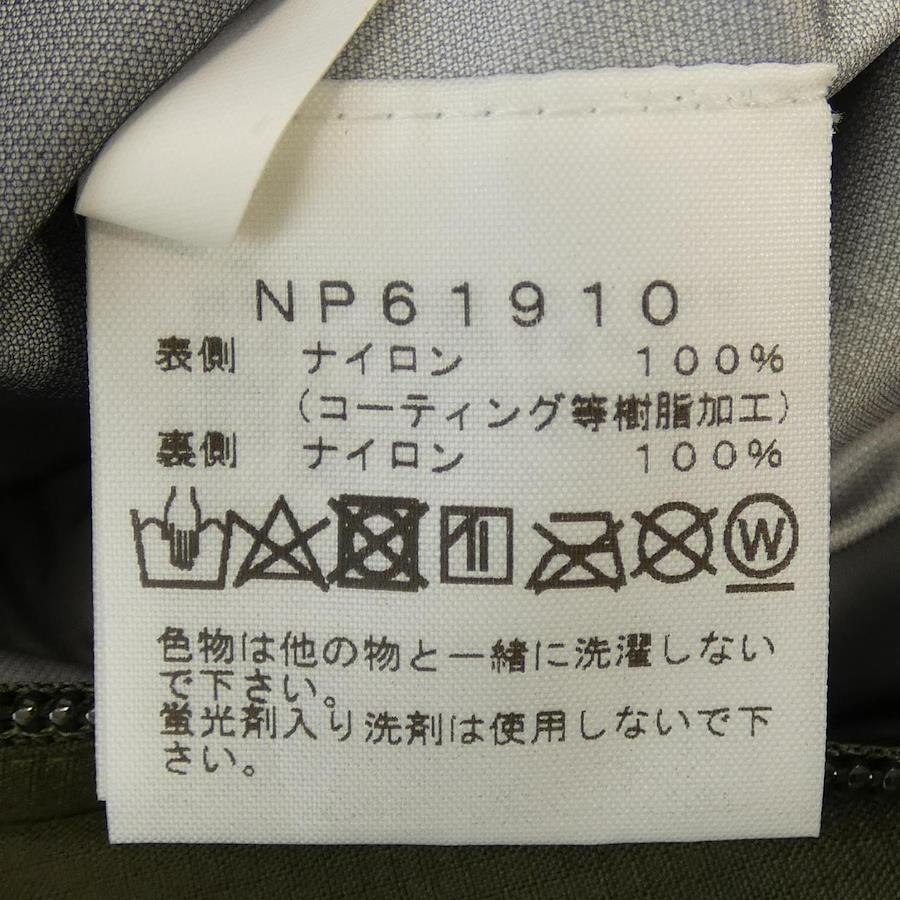 NP61910
表側 ナイロン 100%
(コーティング等樹脂加工)
裏側 ナイロン 100%
W
色物は他の物と一緒に洗濯しない
で下さい。
蛍光剤入り洗剤は使用しないで下
さい。